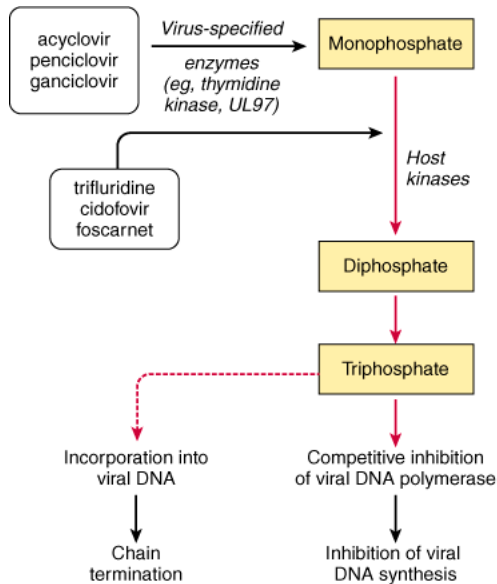 acyclovir
penciclovir
ganciclovir
Virus-specified
enzymes
(eg, thymidine
kinase, UL97)
Monophosphate
trifluridine
cidofovir
foscarnet
Host
kinases
Diphosphate
Triphosphate
Incorporation into
viral DNA
Competitive inhibition
of viral DNA polymerase
Chain
termination
Inhibition of viral
DNA synthesis